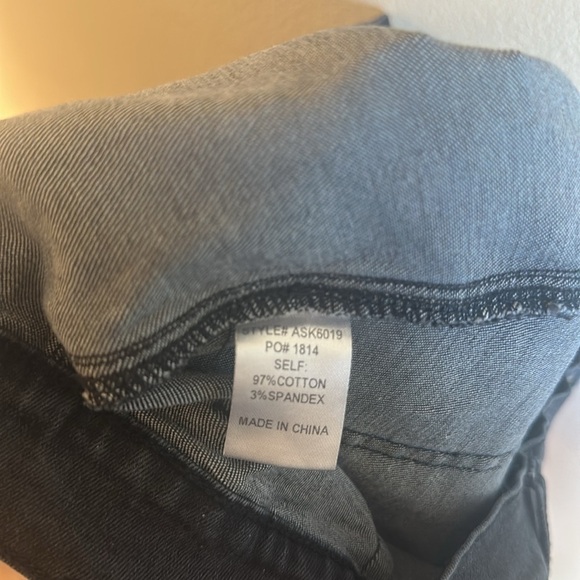 STYLE# ASK6019
PO# 1814
SELF:
97%COTTON
3%SPANDEX
MADE IN CHINA